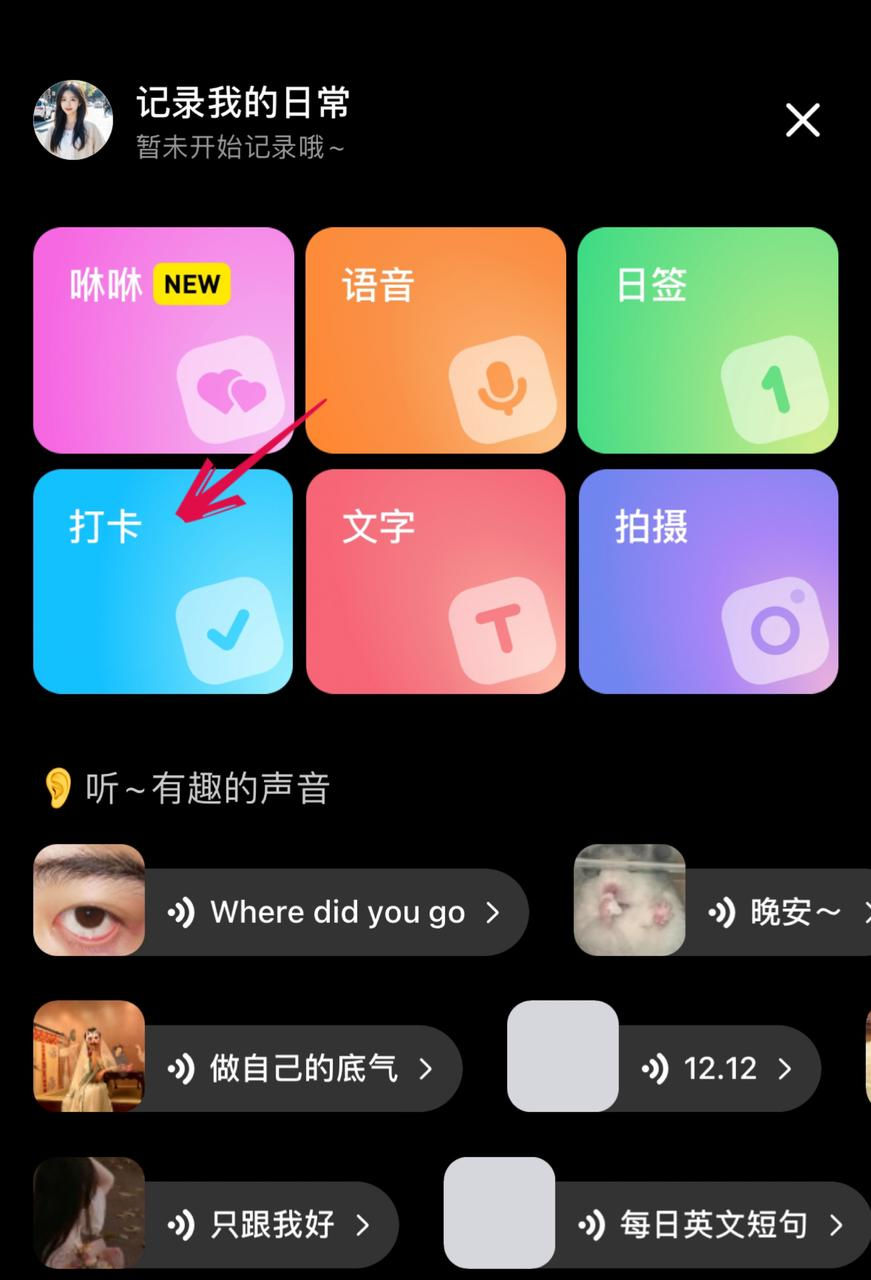 记录我的日常
暂未开始记录哦~
咻咻 NEW
语音
日签
1
打卡
文字
T
拍摄
听~有趣的声音
Where did you go
晚安～
做自己的底气
12.12
只跟我好
每日英文短句